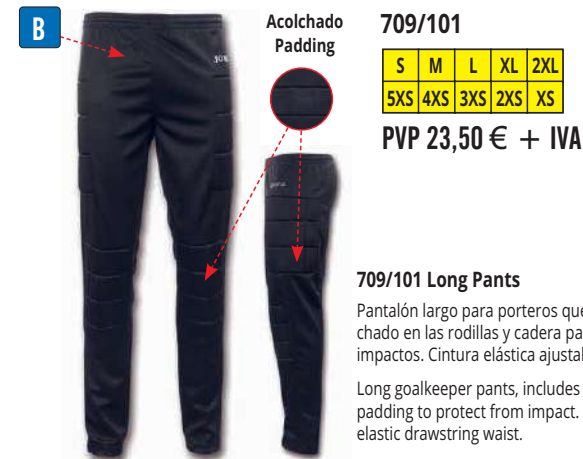 B
Acolchado
Padding
709/101
S M L XL 2XL
5XS 4XS 3XS 2XS XS
PVP 23,50 € + IVA
709/101 Long Pants
Pantalón largo para porteros que
chado en las rodillas y cadera pa
impactos. Cintura elástica ajusta
Long goalkeeper pants, includes
padding to protect from impact.
elastic drawstring waist.